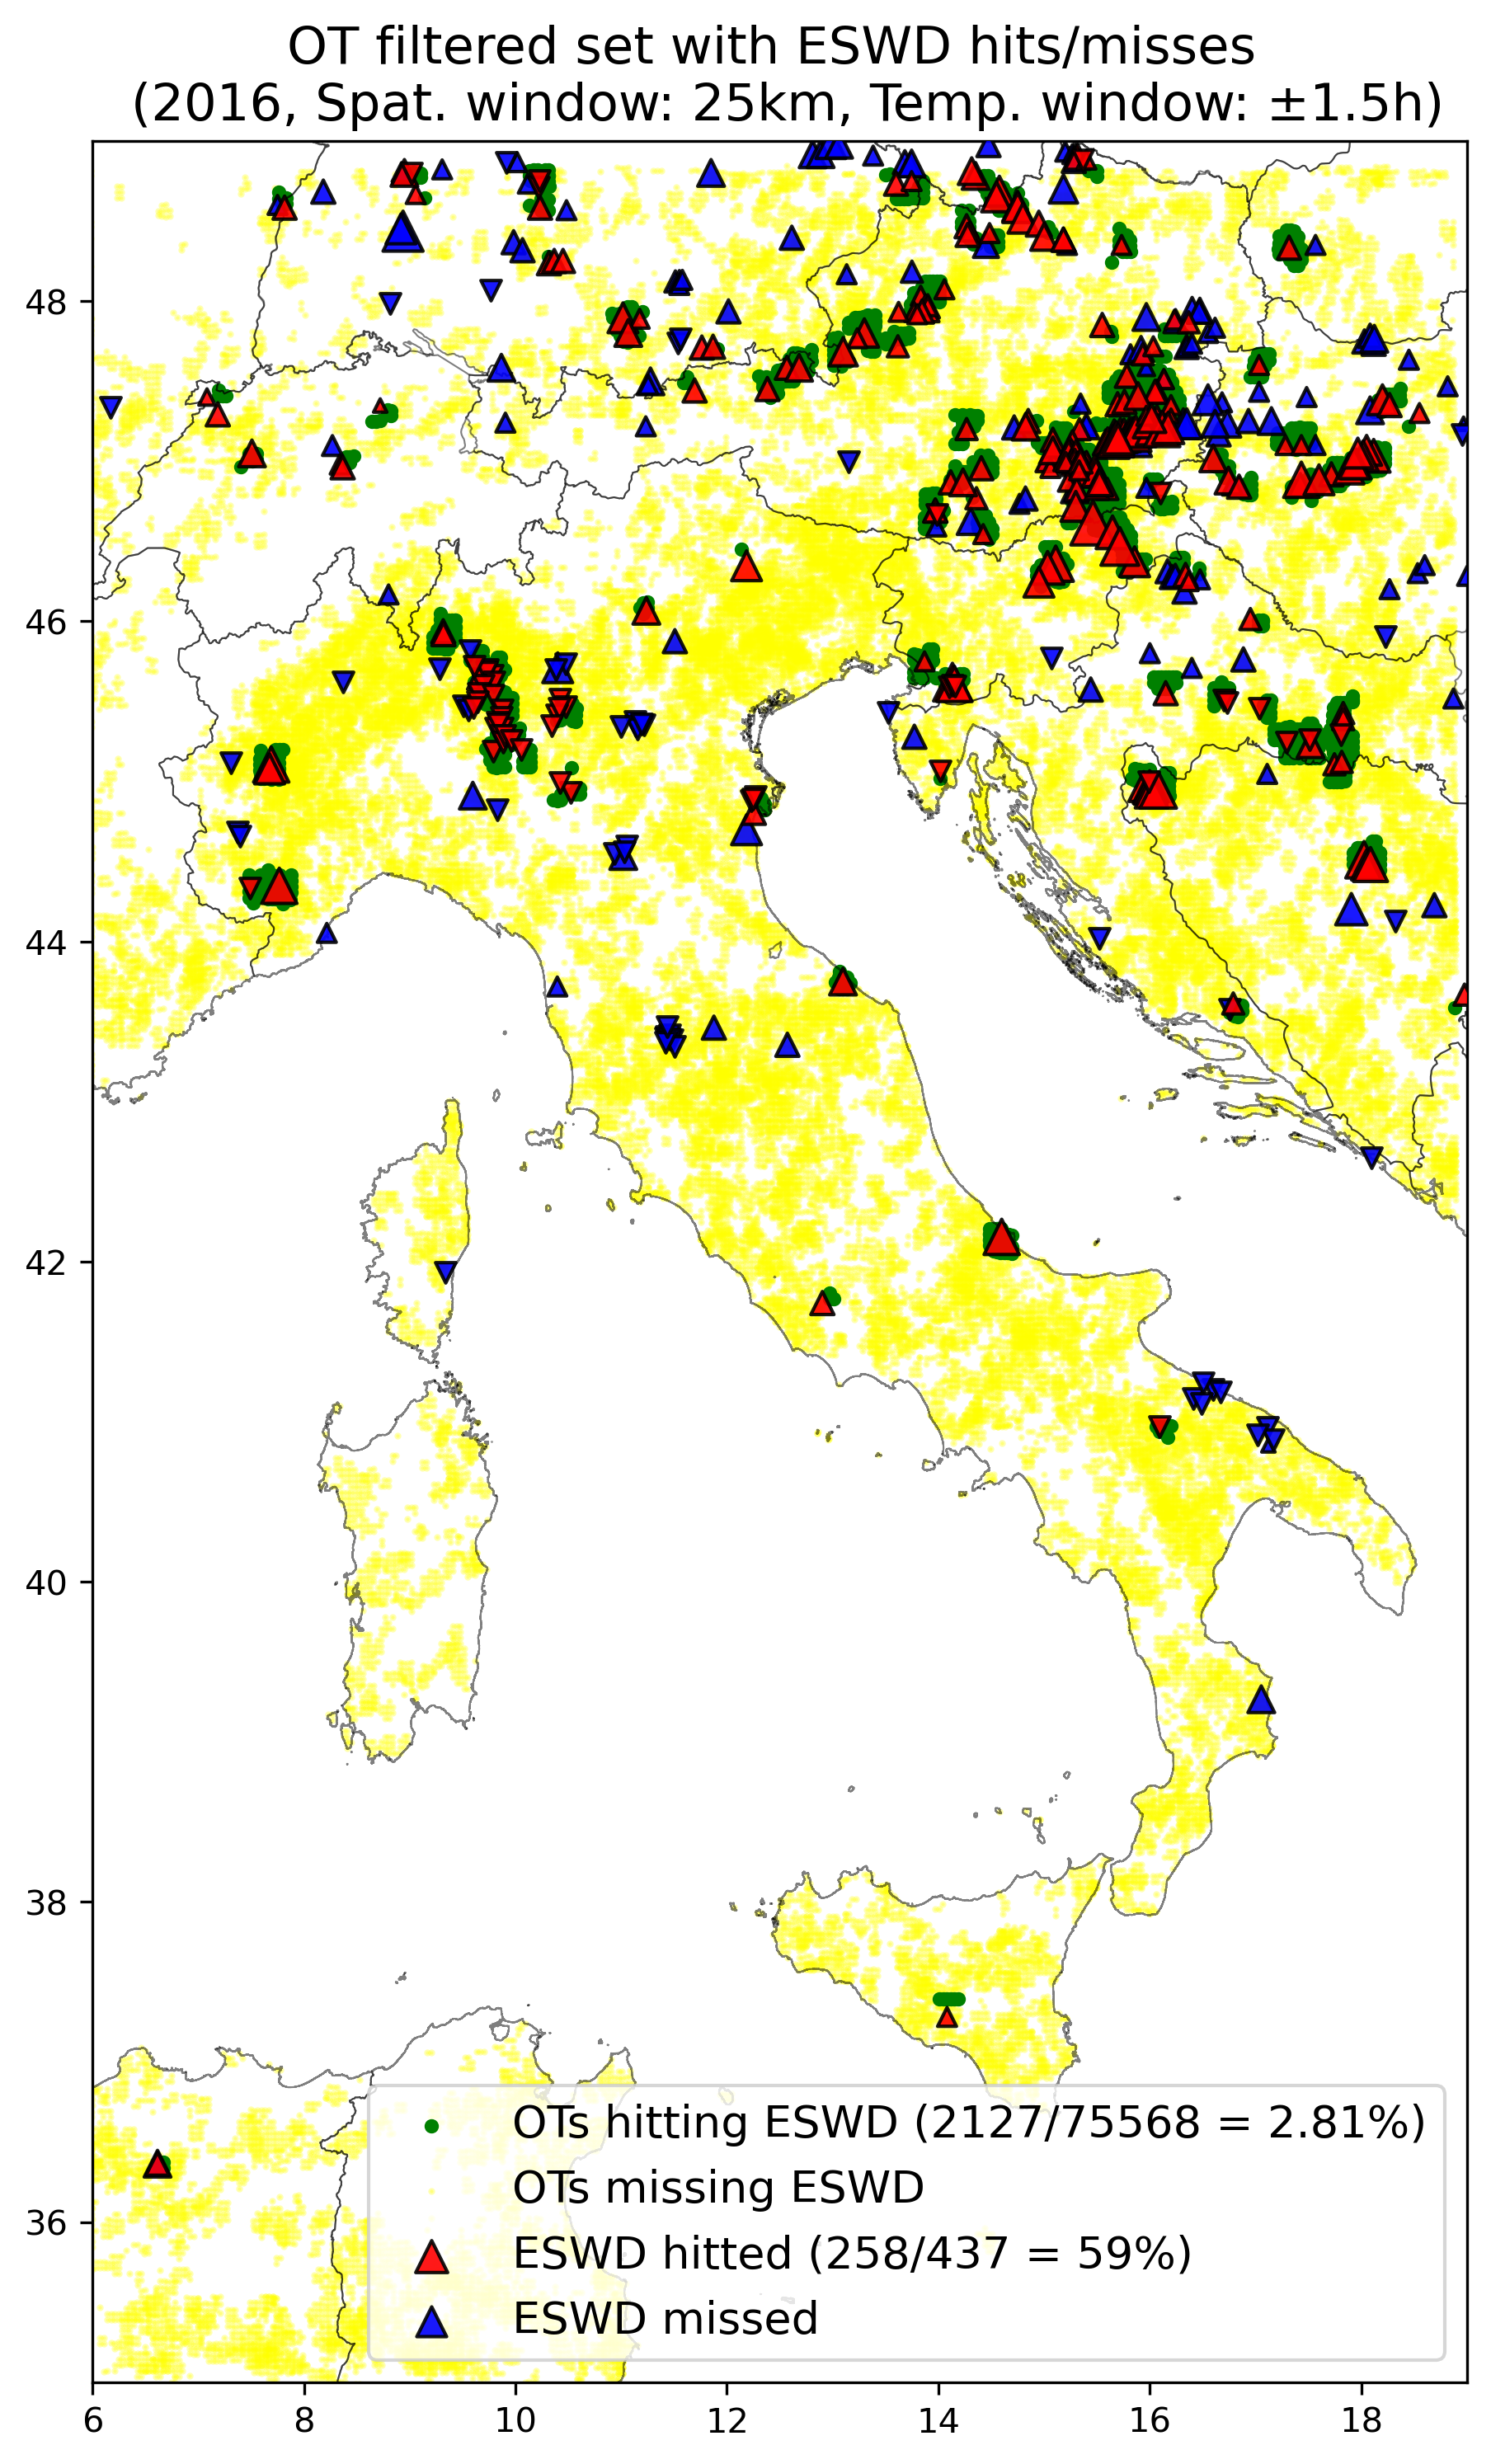 OT filtered set with ESWD hits/misses
(2016, Spat. window: 25km, Temp. window: ±1.5h)
48
46
44
42
40
38
36
OTs hitting ESWD (2127/75568 = 2.81%)
OTs missing ESWD
ESWD hitted (258/437 = 59%)
ESWD missed
6 8 10 12 14 16 18